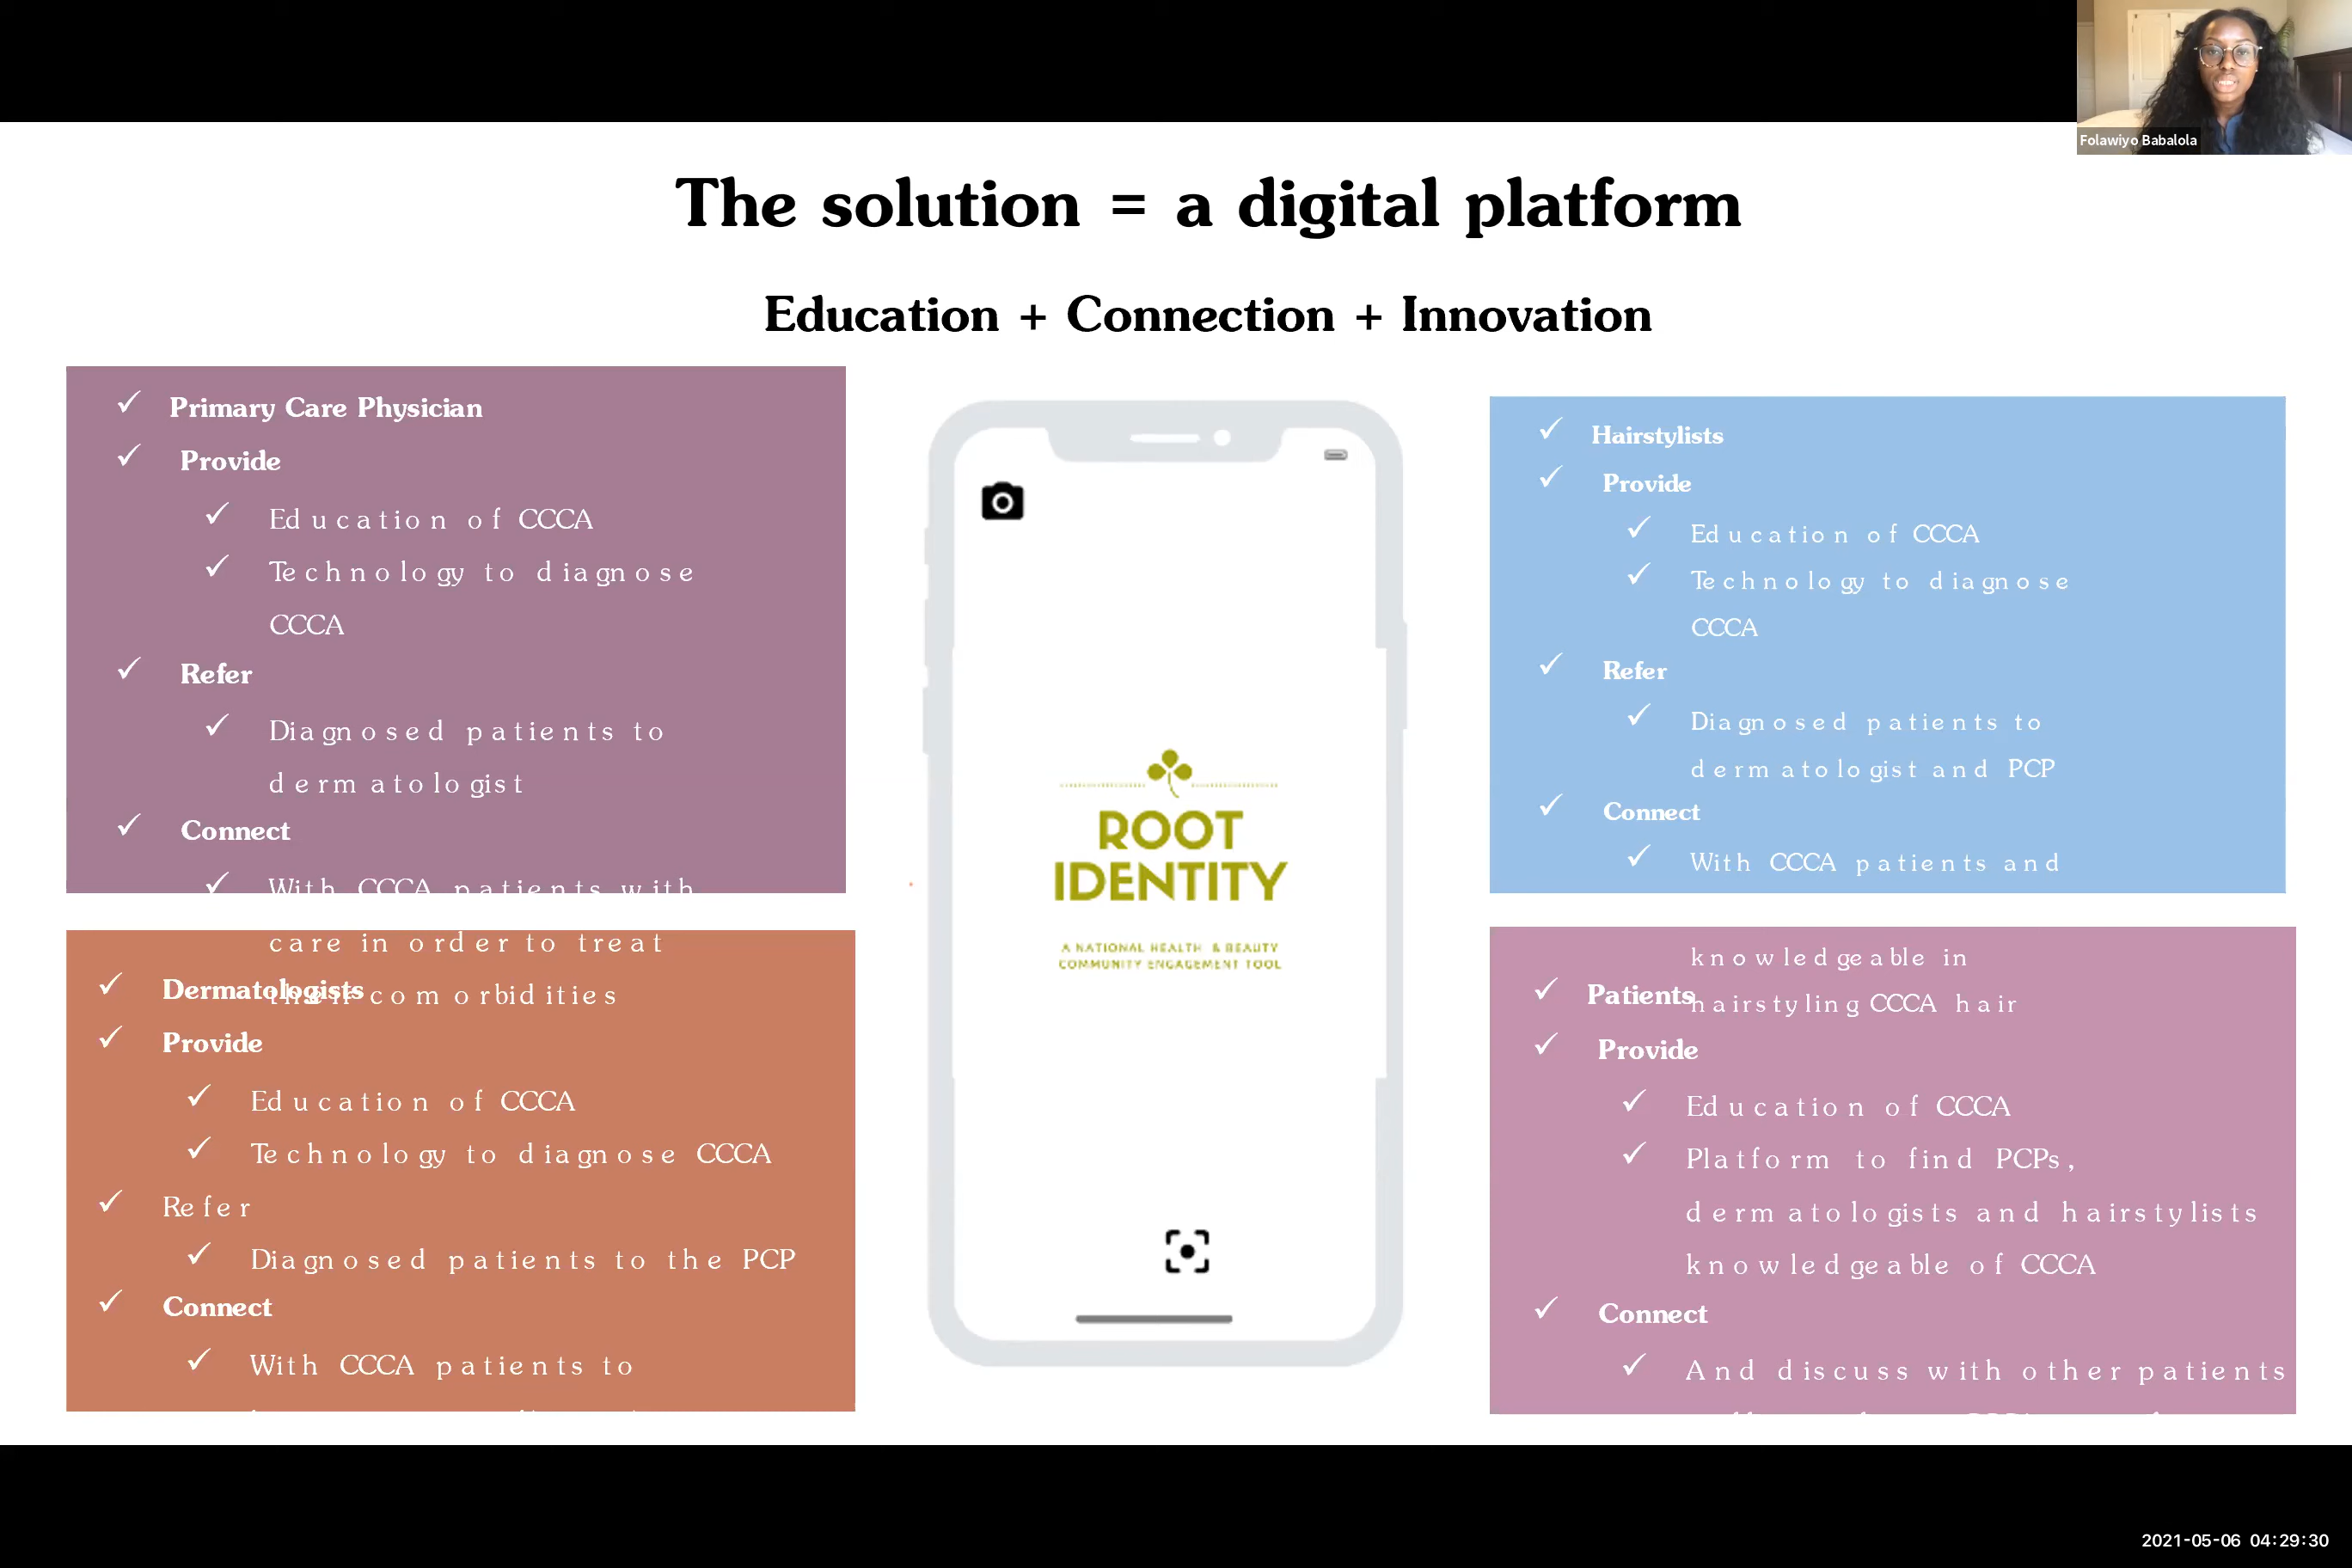 Folawiyo Babalola
The solution = a digital platform
Education + Connection + Innovation
Primary Care Physician
Provide
Education of CCCA
Technology to diagnose
CCCA
Refer
Diagnosed patients to
dermatologist
Connect
With CCCA patients with
care in order to treat
their comorbidities
Dermatologists
Provide
Education of CCCA
Technology to diagnose CCCA
Refer
Diagnosed patients to the PCP
Connect
With CCCA patients to
ROOT
IDENTITY
A NATIONAL HEALTH & BEAUTY
COMMUNITY ENGAGEMENT TOOL
Hairstylists
Provide
Education of CCCA
Technology to diagnose
CCCA
Refer
Diagnosed patients to
dermatologist and PCP
Connect
With CCCA patients and
knowledgeable in
hairstyling CCCA hair
Patients
Provide
Education of CCCA
Platform to find PCPs,
dermatologists and hairstylists
knowledgeable of CCCA
Connect
And discuss with other patients
2021-05-06 04:29:30